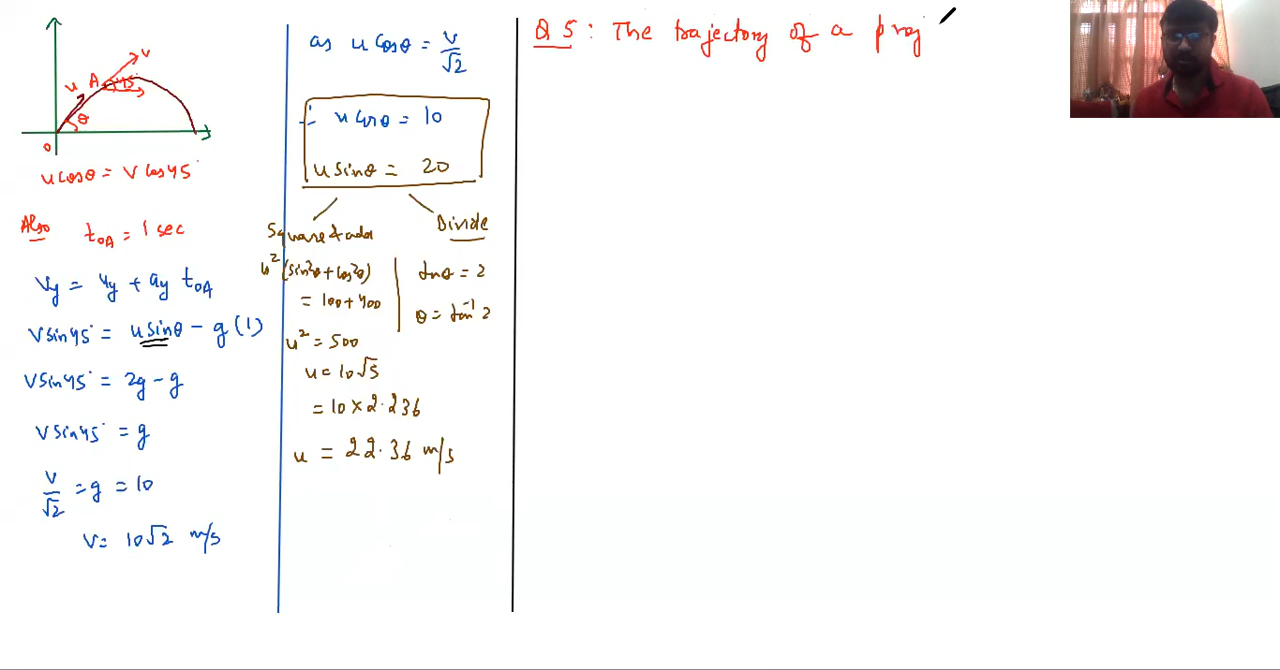 v
u A 45°
θ
0
u cosθ = v cos45°
Also t_OA = 1 sec
v_y = u_y + a_y t_OA
v sin45° = u sinθ - g (1)
v sin45° = 2g - g
v sin45° = g
v/√2 = g = 10
v = 10√2 m/s
as u cosθ = v/√2
∴ u cosθ = 10
u sinθ = 20
Square & add
u²(sin²θ + cos²θ)
= 100 + 400
u² = 500
u = 10√5
= 10 × 2.236
u = 22.36 m/s
Divide
tanθ = 2
θ = tan⁻¹ 2
Q 5 : The trajectory of a proj